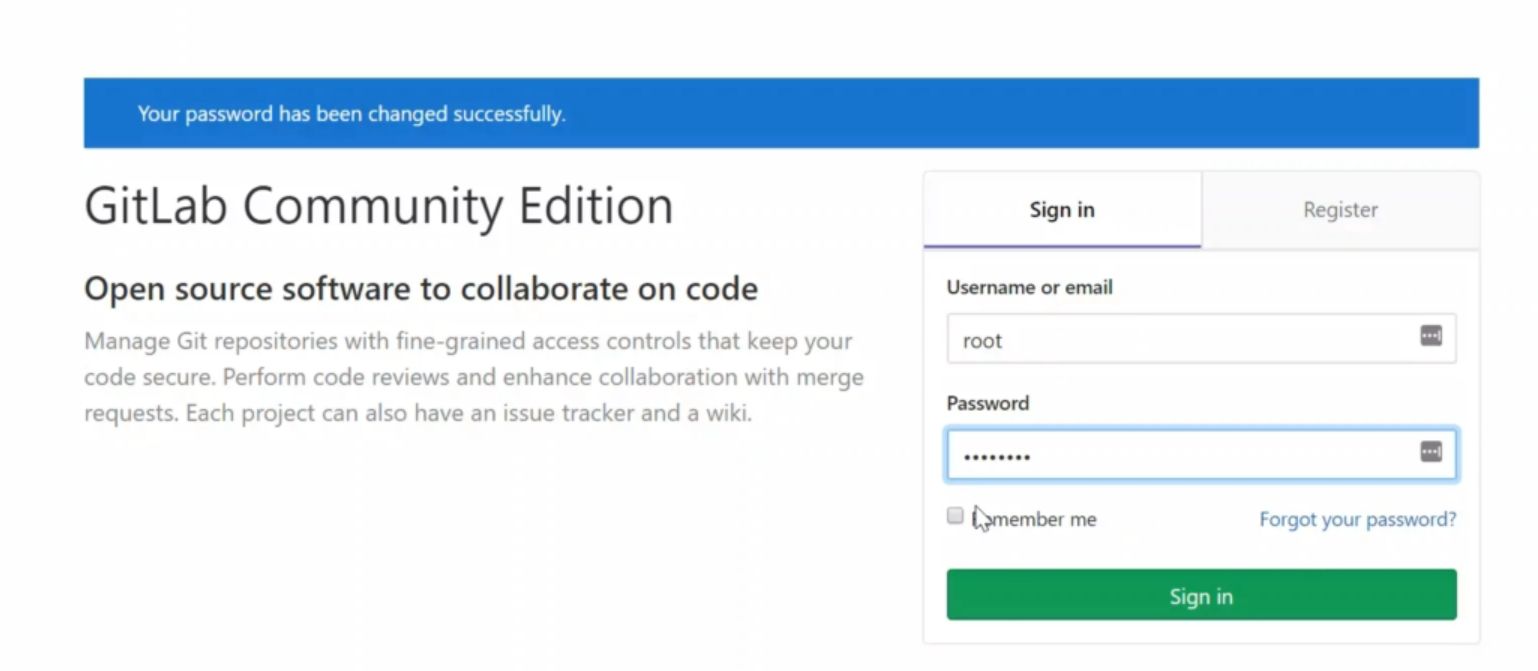 Your password has been changed successfully.
GitLab Community Edition
Open source software to collaborate on code
Manage Git repositories with fine-grained access controls that keep your
code secure. Perform code reviews and enhance collaboration with merge
requests. Each project can also have an issue tracker and a wiki.
Sign in
Register
Username or email
root
Password
••••••••
Remember me
Forgot your password?
Sign in